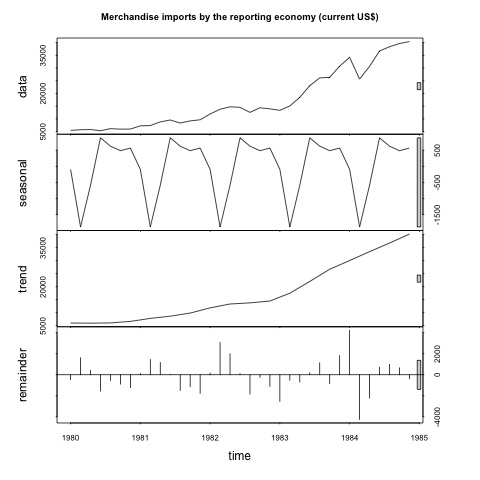 Merchandise imports by the reporting economy (current US$)
data
5000 20000 35000
seasonal
-1500 -500 500
trend
5000 20000 35000
remainder
-4000 0 2000
1980 1981 1982 1983 1984 1985
time